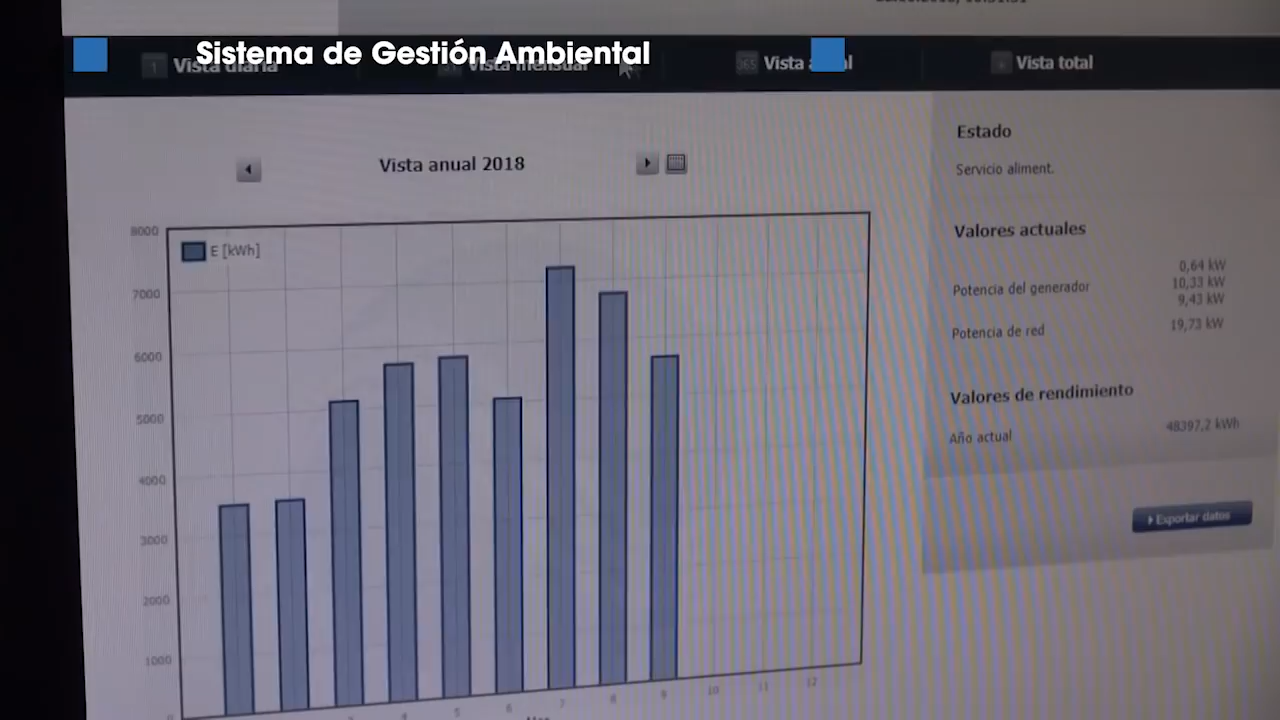 Sistema de Gestión Ambiental
Vista diaria
Vista mensual
365
Vista
Vista total
Vista anual 2018
E [kWh]
8000
7000
6000
5000
4000
3000
2000
1000
0
4
5
6
7
8
9
10
11
12
Estado
Servicio aliment.
Valores actuales
Potencia del generador
0,64 kW
10,33 kW
9,43 kW
Potencia de red
19,73 kW
Valores de rendimiento
Año actual
48397,2 kWh
Exportar datos